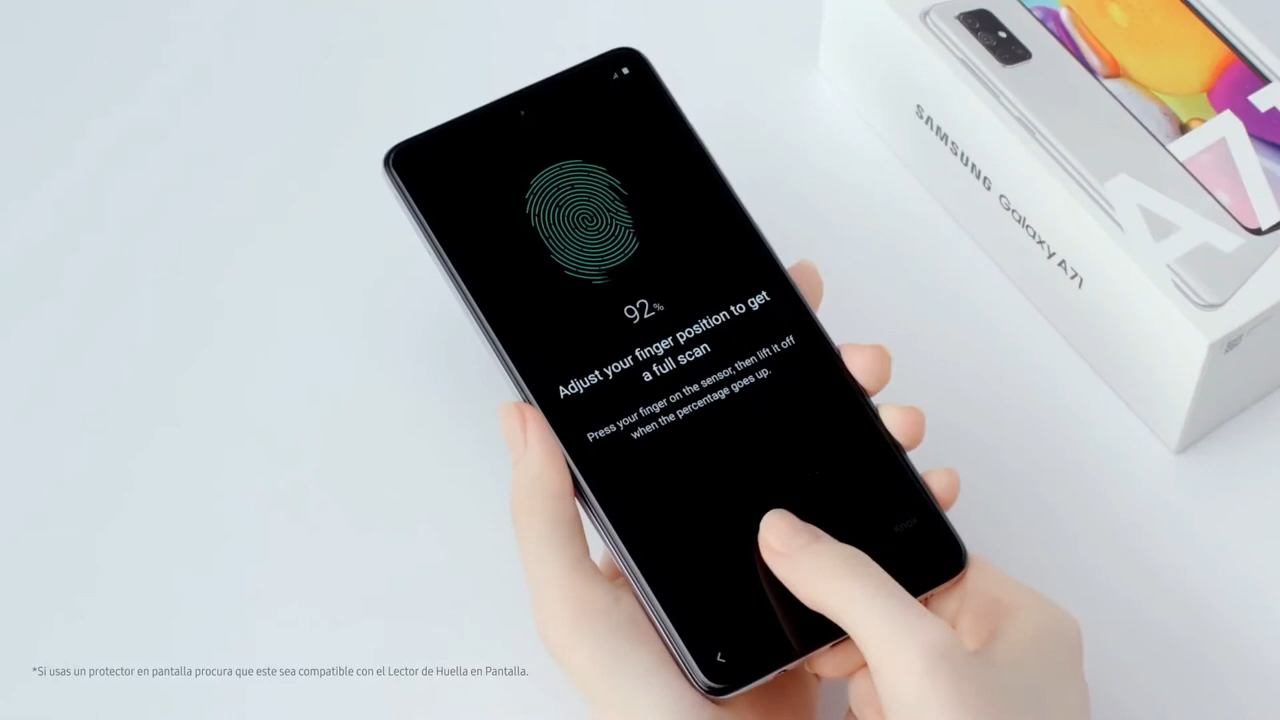 92%
Adjust your finger position to get
a full scan
Press your finger on the sensor, then lift it off
when the percentage goes up.
Knox
SAMSUNG Galaxy A71
A7
*Si usas un protector en pantalla procura que este sea compatible con el Lector de Huella en Pantalla.